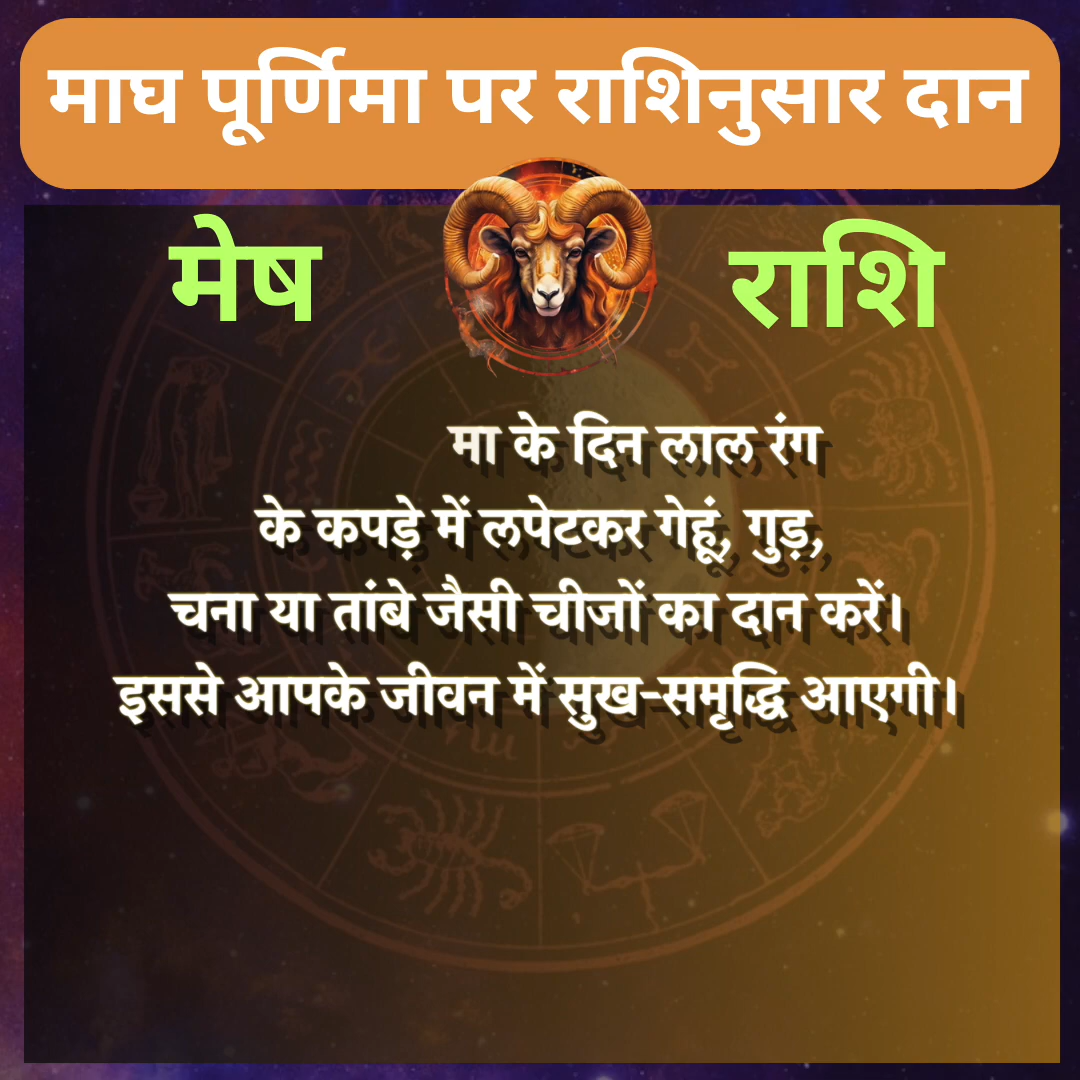 माघ पूर्णिमा पर राशिनुसार दान
मेष राशि
मा के दिन लाल रंग
के कपड़े में लपेटकर गेहूं, गुड़,
चना या तांबे जैसी चीजों का दान करें।
इससे आपके जीवन में सुख-समृद्धि आएगी।